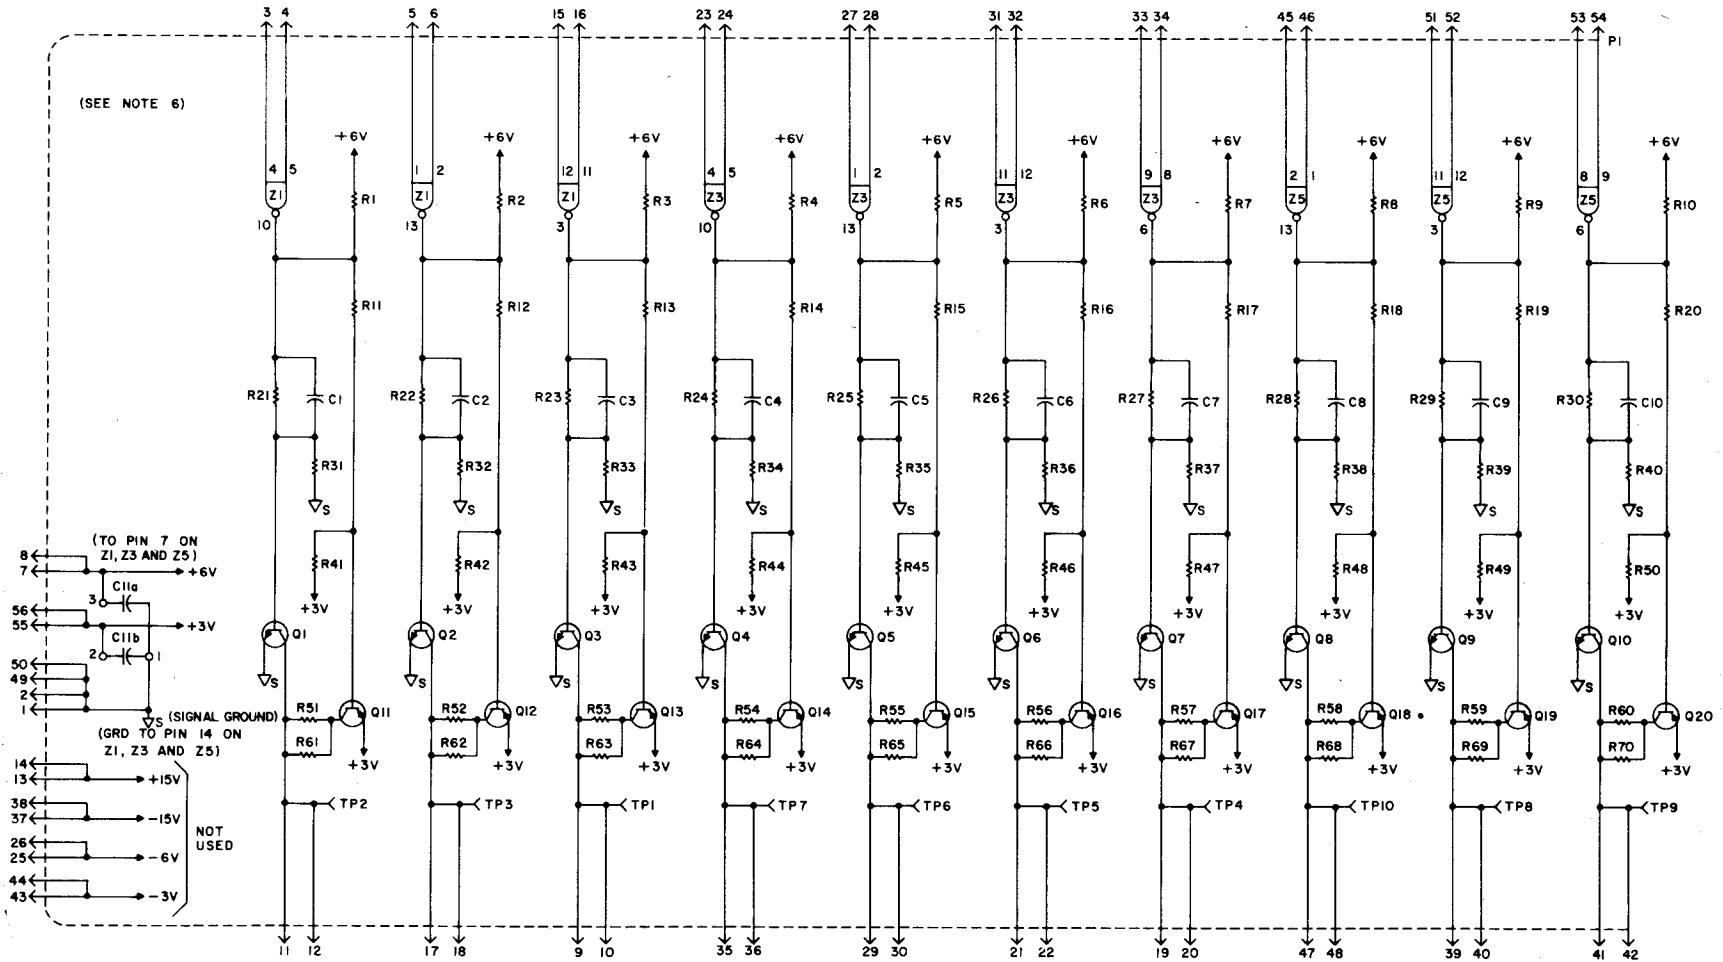 3 4 5 6 15 16 23 24 27 28 31 32 33 34 45 46 51 52 53 54
P1
(SEE NOTE 6)
+6V +6V +6V +6V +6V +6V +6V +6V +6V +6V
4 5 1 2 12 11 4 5 1 2 11 12 9 8 2 1 11 12 8 9
Z1 Z1 Z1 Z3 Z3 Z3 Z3 Z5 Z5 Z5
R1 R2 R3 R4 R5 R6 R7 R8 R9 R10
10 13 3 10 13 3 6 13 3 6
R11 R12 R13 R14 R15 R16 R17 R18 R19 R20
R21 C1 R22 C2 R23 C3 R24 C4 R25 C5 R26 C6 R27 C7 R28 C8 R29 C9 R30 C10
R31 R32 R33 R34 R35 R36 R37 R38 R39 R40
S S S S S S S S S S
(TO PIN 7 ON
Z1, Z3 AND Z5)
8
7
+6V
R41 R42 R43 R44 R45 R46 R47 R48 R49 R50
C11a
3
+3V +3V +3V +3V +3V +3V +3V +3V +3V +3V
56
55
+3V
C11b
2 1
Q1 Q2 Q3 Q4 Q5 Q6 Q7 Q8 Q9 Q10
50
49
2
1
S S S S S S S S S S
S (SIGNAL GROUND)
(GRD TO PIN 14 ON
Z1, Z3 AND Z5)
R51 Q11 R52 Q12 R53 Q13 R54 Q14 R55 Q15 R56 Q16 R57 Q17 R58 Q18 R59 Q19 R60 Q20
R61 R62 R63 R64 R65 R66 R67 R68 R69 R70
+3V +3V +3V +3V +3V +3V +3V +3V +3V +3V
14
13
+15V
38
37
-15V
26
25
-6V
44
43
-3V
NOT
USED
TP2 TP3 TP1 TP7 TP6 TP5 TP4 TP10 TP8 TP9
11 12 17 18 9 10 35 36 29 30 21 22 19 20 47 48 39 40 41 42